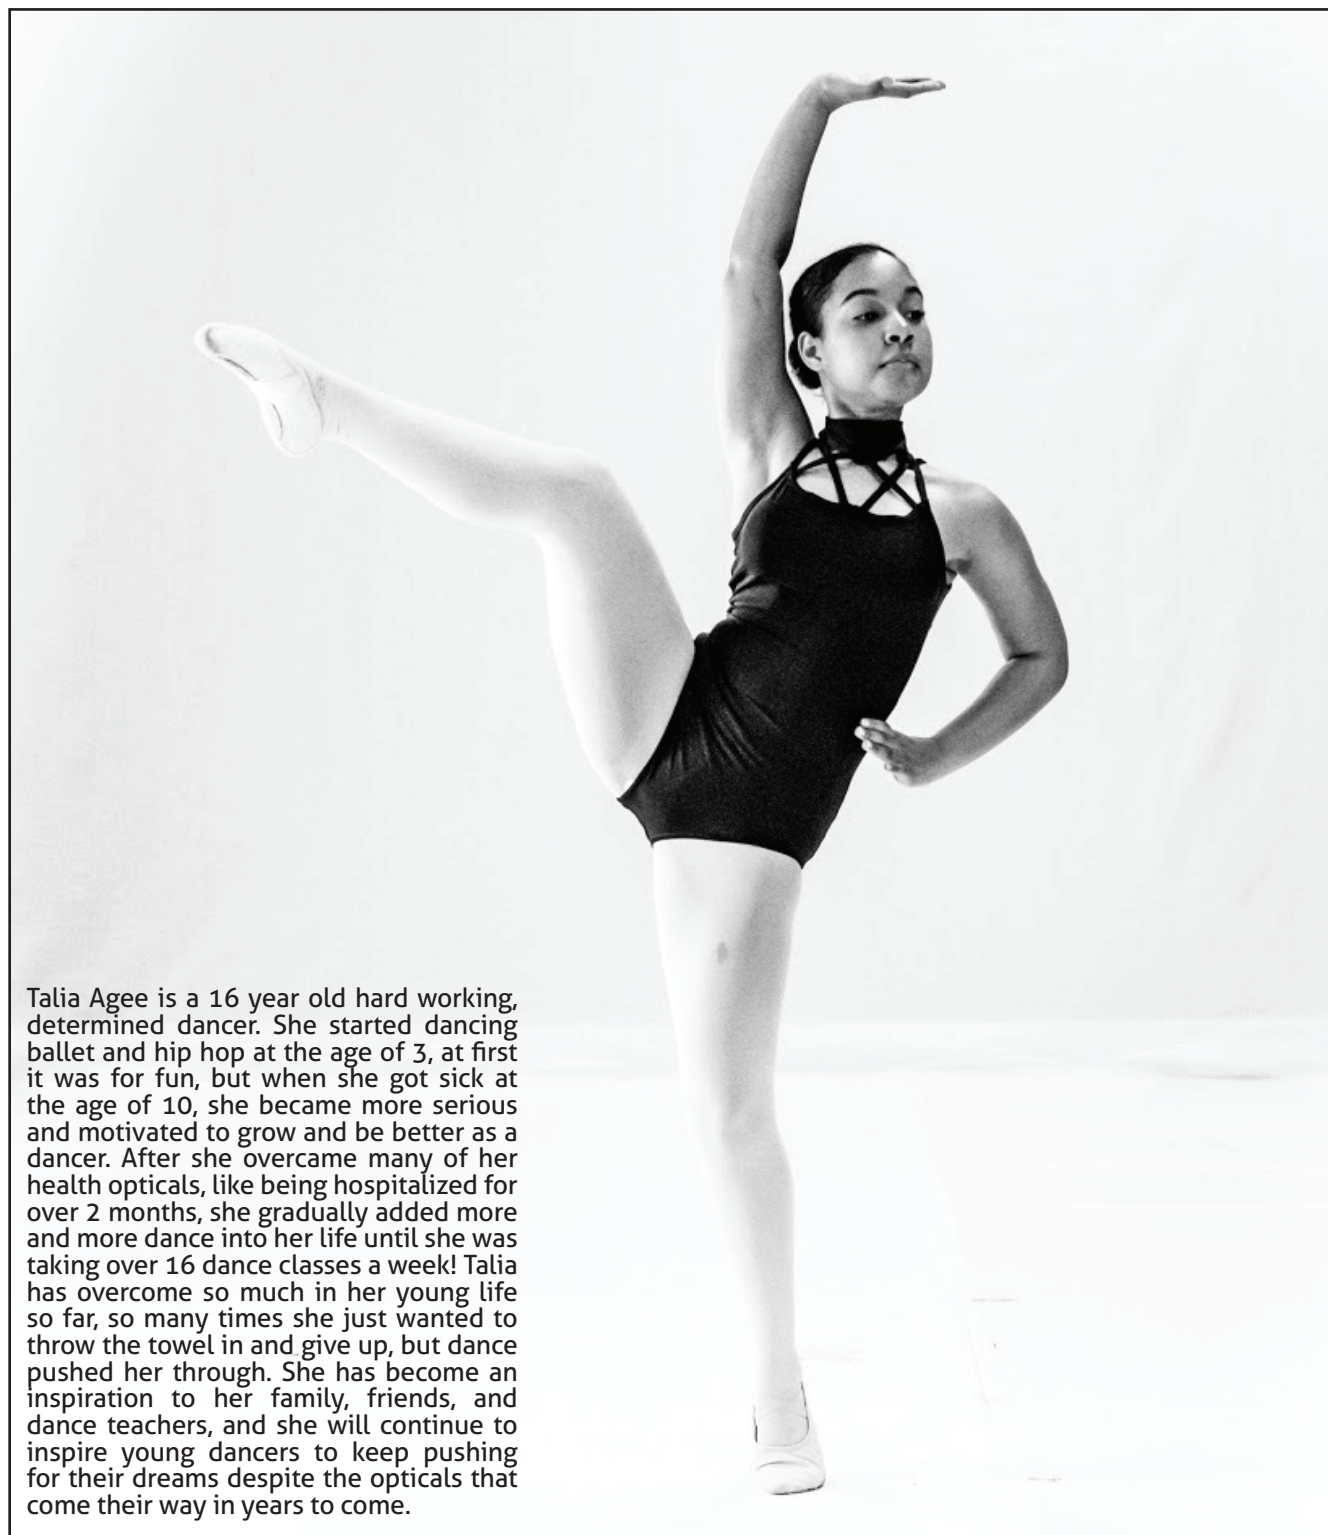 Talia Agee is a 16 year old hard working,
determined dancer. She started dancing
ballet and hip hop at the age of 3, at first
it was for fun, but when she got sick at
the age of 10, she became more serious
and motivated to grow and be better as a
dancer. After she overcame many of her
health opticals, like being hospitalized for
over 2 months, she gradually added more
and more dance into her life until she was
taking over 16 dance classes a week! Talia
has overcome so much in her young life
so far, so many times she just wanted to
throw the towel in and give up, but dance
pushed her through. She has become an
inspiration to her family, friends, and
dance teachers, and she will continue to
inspire young dancers to keep pushing
for their dreams despite the opticals that
come their way in years to come.